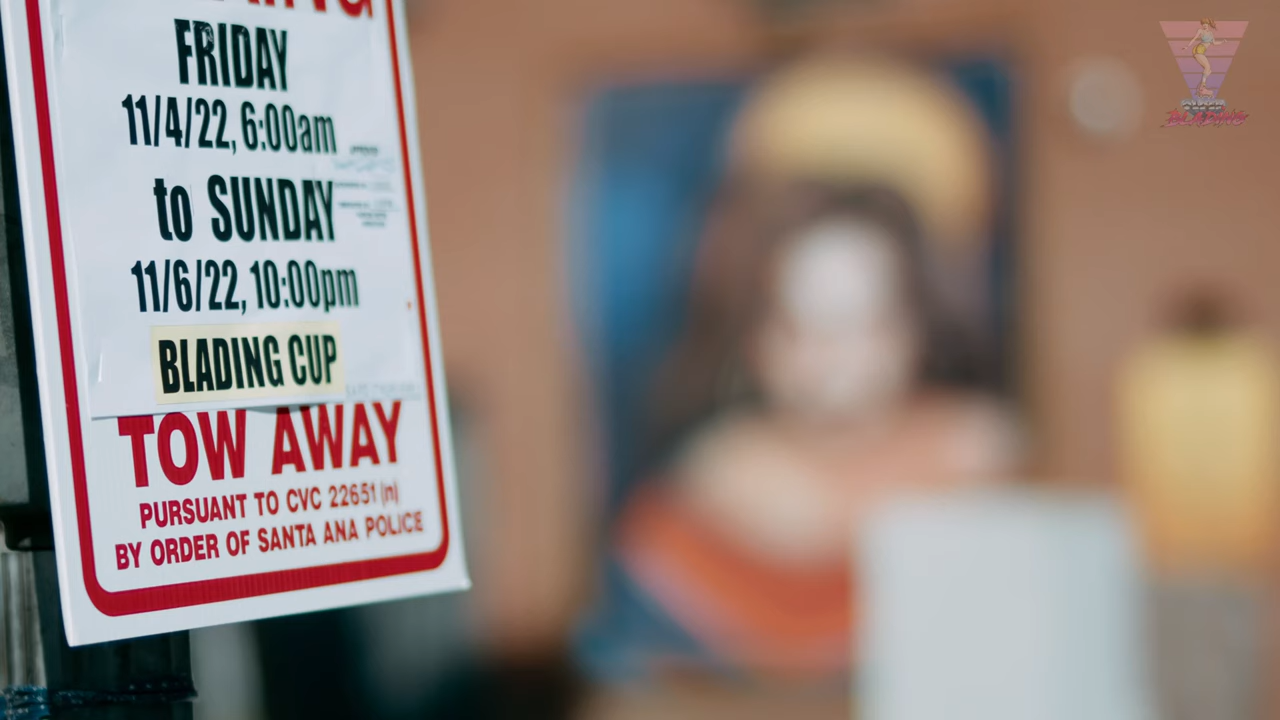 FRIDAY
11/4/22, 6:00am
to SUNDAY
11/6/22, 10:00pm
BLADING CUP
TOW AWAY
PURSUANT TO CVC 22651 (n)
BY ORDER OF SANTA ANA POLICE
BLADING